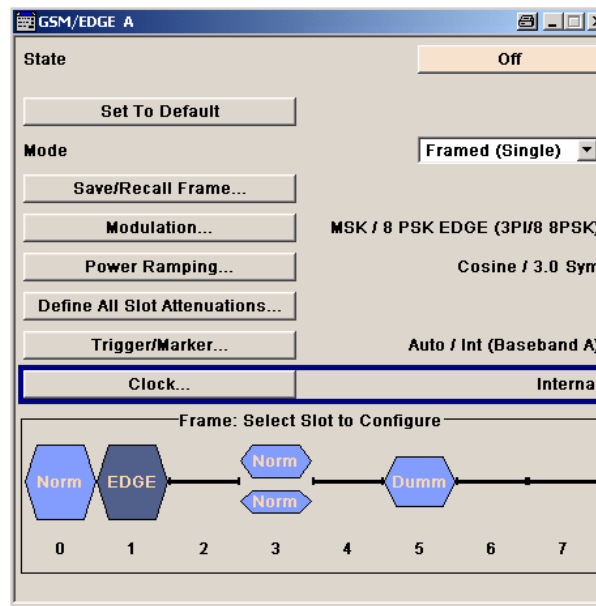 GSM/EDGE A
State Off
Set To Default
Mode Framed (Single)
Save/Recall Frame...
Modulation... MSK / 8 PSK EDGE (3PI/8 8PSK)
Power Ramping... Cosine / 3.0 Sym
Define All Slot Attenuations...
Trigger/Marker... Auto / Int (Baseband A)
Clock... Interna
Frame: Select Slot to Configure
Norm
Norm EDGE Dumm
Norm
0 1 2 3 4 5 6 7